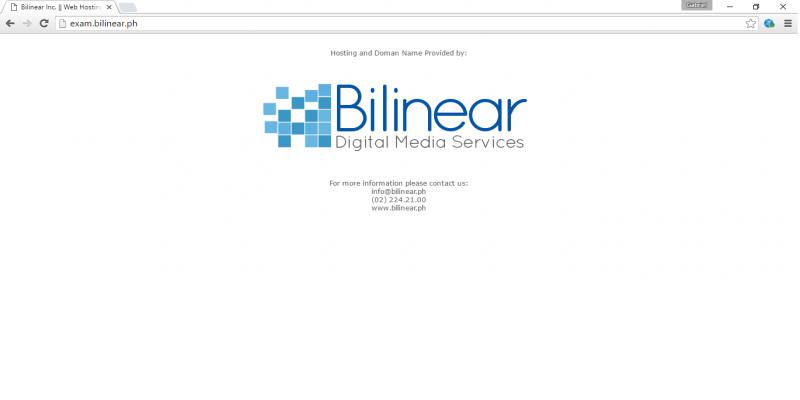 Bilinear Inc. || Web Hosting
Gabriel
exam.bilinear.ph
Hosting and Doman Name Provided by:
Bilinear
Digital Media Services
For more information please contact us:
info@bilinear.ph
(02) 224.21.00
www.bilinear.ph